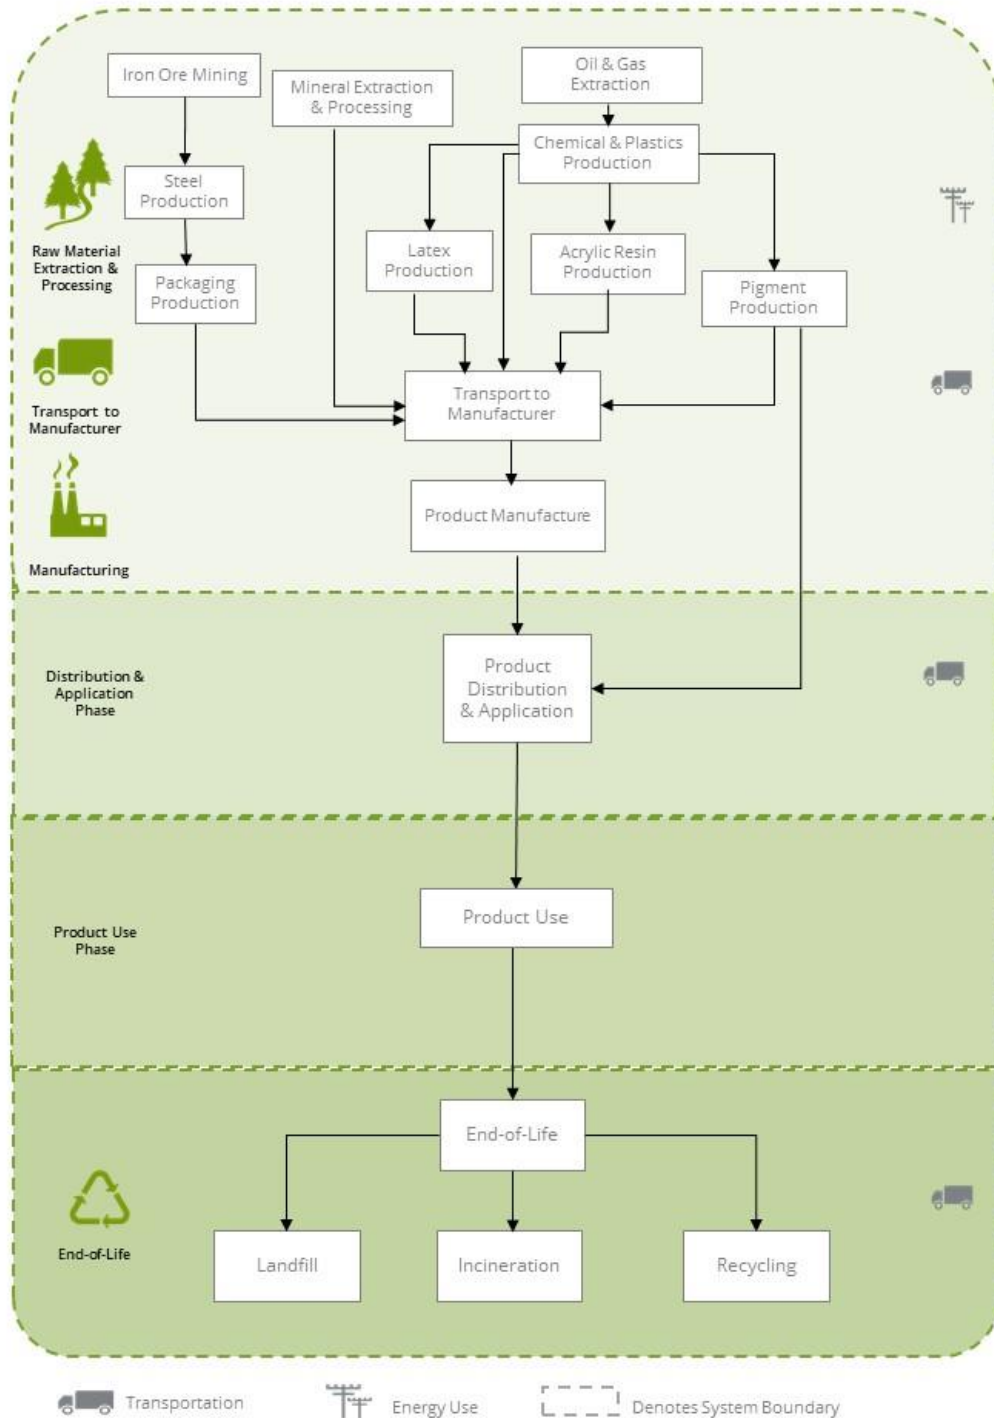 Iron Ore Mining
Mineral Extraction
& Processing
Oil & Gas
Extraction
Chemical & Plastics
Production
Steel
Production
Raw Material
Extraction &
Processing
Latex
Production
Acrylic Resin
Production
Packaging
Production
Pigment
Production
Transport to
Manufacturer
Transport to
Manufacturer
Product Manufacture
Manufacturing
Distribution &
Application
Phase
Product
Distribution
& Application
Product Use
Phase
Product Use
End-of-Life
End-of-Life
Landfill
Incineration
Recycling
Transportation
Energy Use
Denotes System Boundary